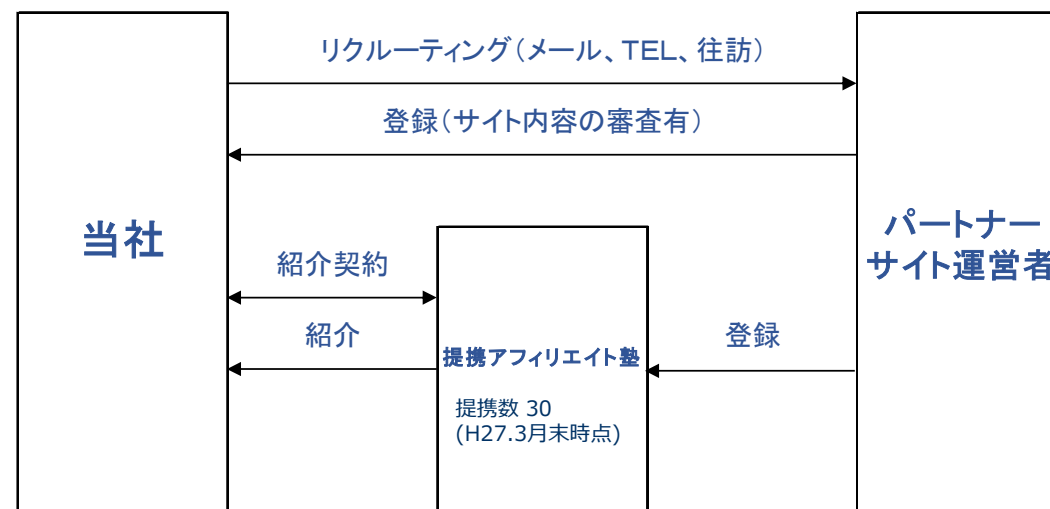 リクルーティング(メール、TEL、往訪)
登録(サイト内容の審査有)
当社
パートナー
サイト運営者
紹介契約
紹介
登録
提携アフィリエイト塾
提携数 30
(H27.3月末時点)